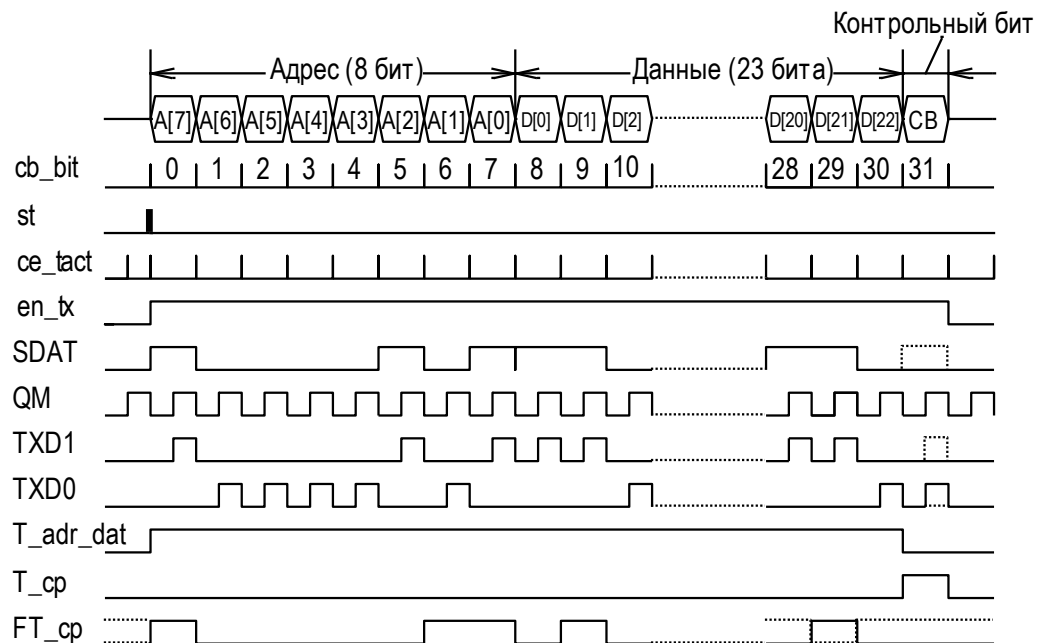 Контрольный бит
Адрес (8 бит) Данные (23 бита)
A[7] A[6] A[5] A[4] A[3] A[2] A[1] A[0] D[0] D[1] D[2] D[20] D[21] D[22] CB
cb_bit 0 1 2 3 4 5 6 7 8 9 10 28 29 30 31
st
ce_tact
en_tx
SDAT
QM
TXD1
TXD0
T_adr_dat
T_cp
FT_cp